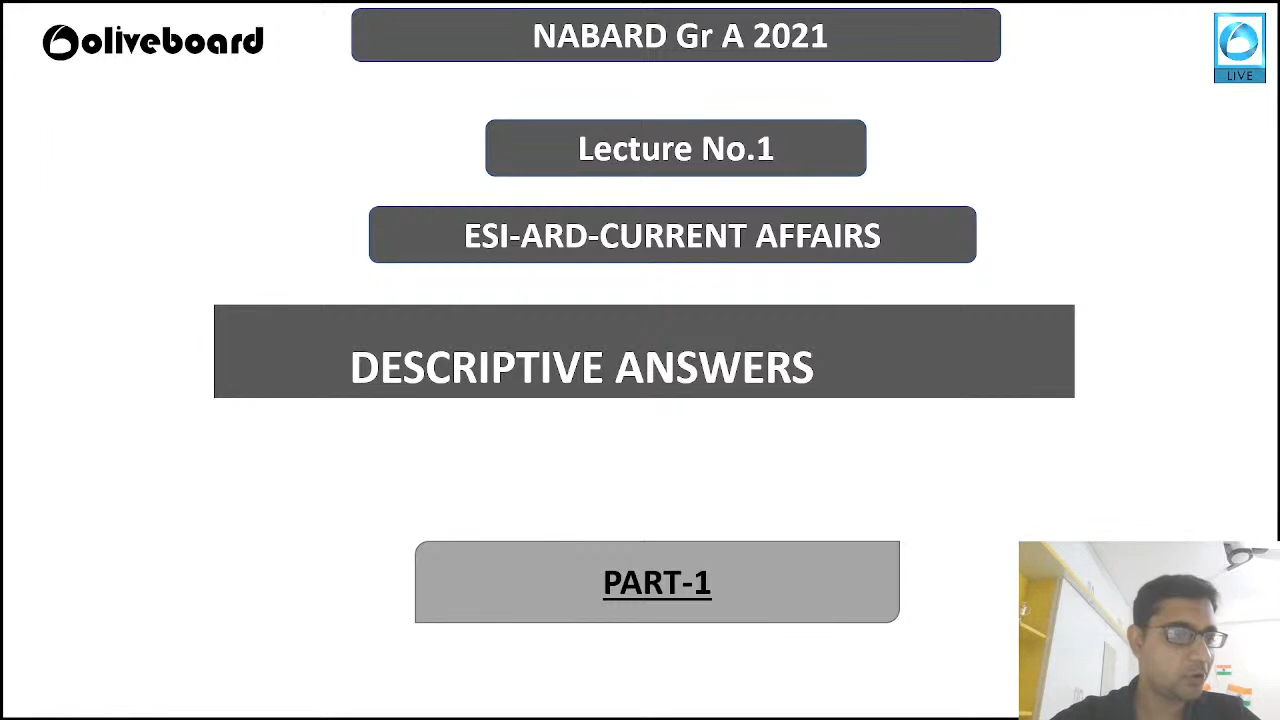 oliveboard
NABARD Gr A 2021
LIVE
Lecture No.1
ESI-ARD-CURRENT AFFAIRS
DESCRIPTIVE ANSWERS
PART-1